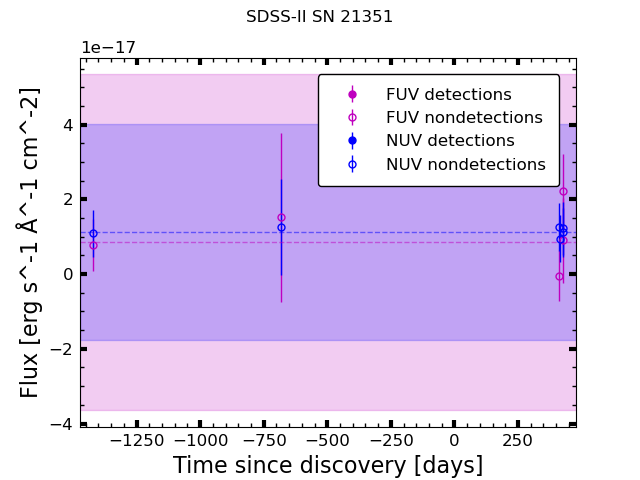 SDSS-II SN 21351
1e−17
FUV detections
FUV nondetections
NUV detections
NUV nondetections
4
2
0
−2
−4
Flux [erg s^-1 Å^-1 cm^-2]
−1250 −1000 −750 −500 −250 0 250
Time since discovery [days]